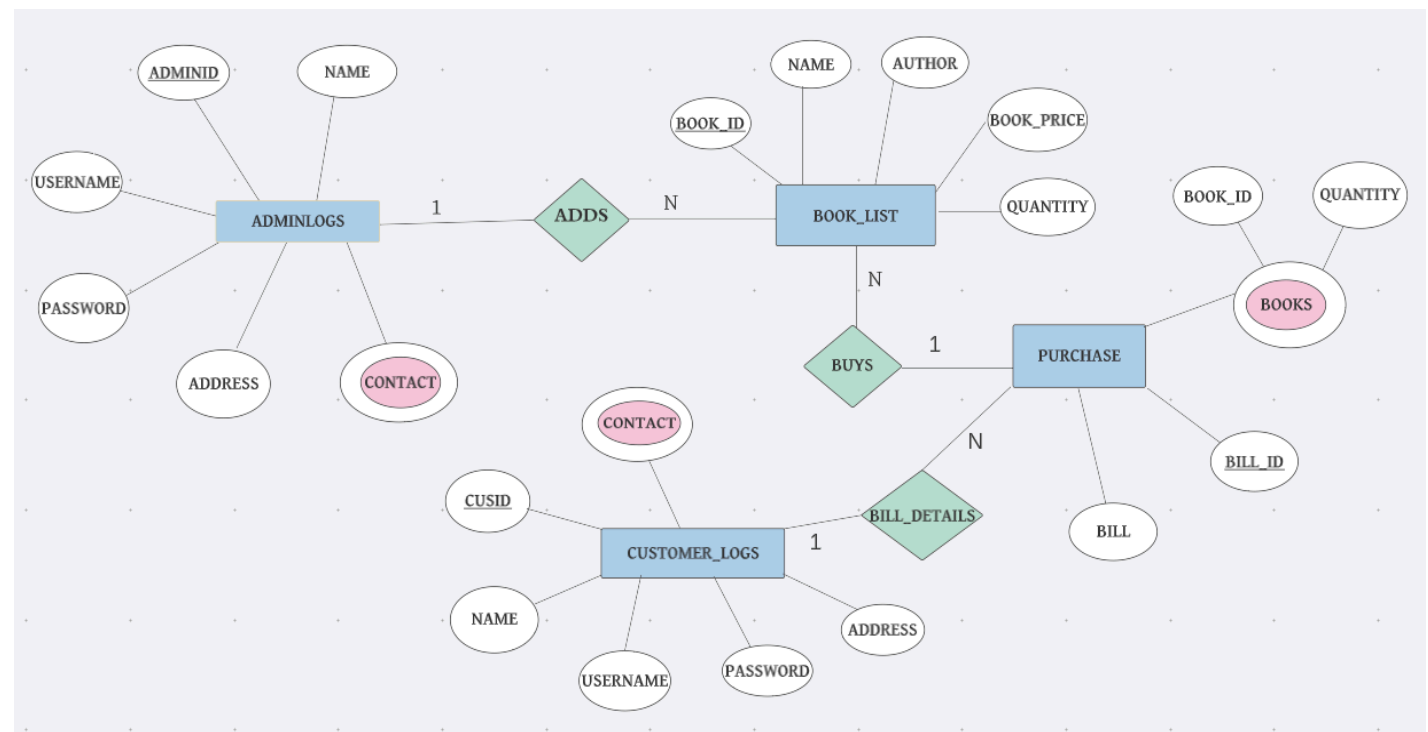 ADMINID
NAME
USERNAME
ADMINLOGS
PASSWORD
ADDRESS
CONTACT
1
ADDS
N
NAME
AUTHOR
BOOK_ID
BOOK_PRICE
BOOK_LIST
QUANTITY
N
BUYS
1
BOOK_ID
QUANTITY
BOOKS
PURCHASE
N
BILL_ID
BILL
BILL_DETAILS
1
CONTACT
CUSID
CUSTOMER_LOGS
NAME
USERNAME
PASSWORD
ADDRESS